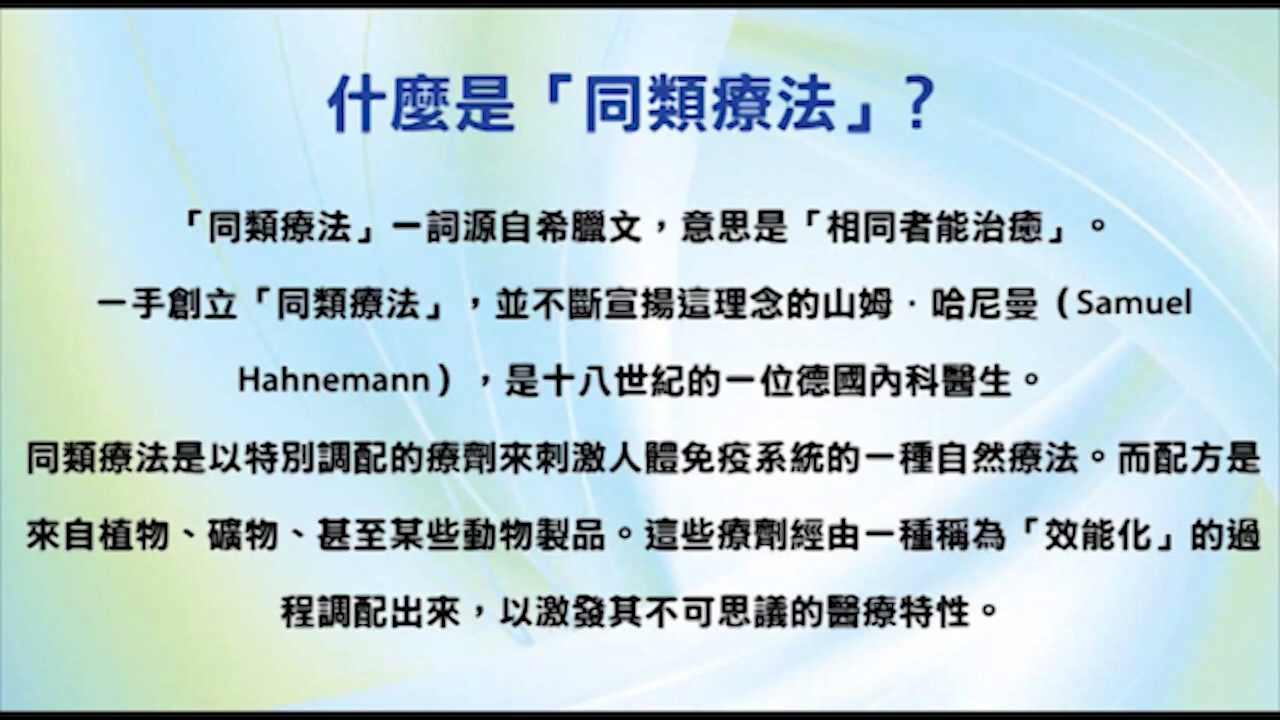 什麼是「同類療法」?
「同類療法」一詞源自希臘文，意思是「相同者能治癒」。
一手創立「同類療法」，並不斷宣揚這理念的山姆．哈尼曼（Samuel
Hahnemann），是十八世紀的一位德國內科醫生。
同類療法是以特別調配的療劑來刺激人體免疫系統的一種自然療法。而配方是
來自植物、礦物、甚至某些動物製品。這些療劑經由一種稱為「效能化」的過
程調配出來，以激發其不可思議的醫療特性。